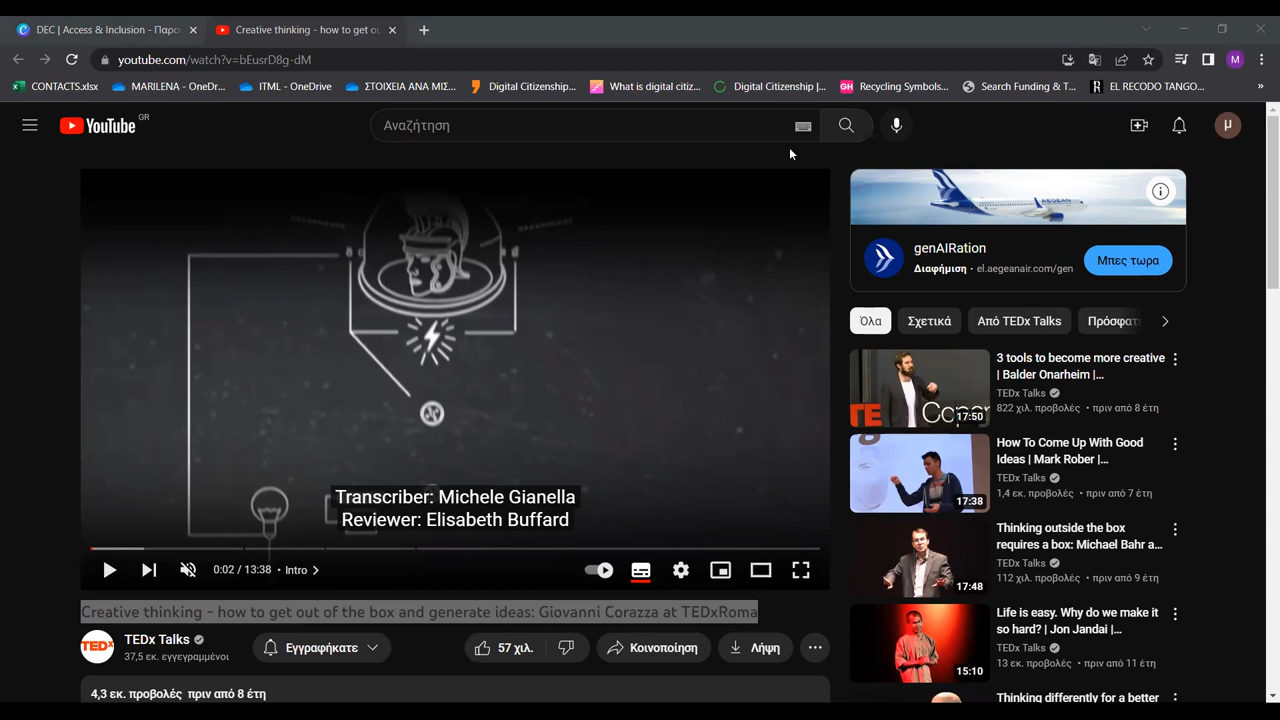 DEC | Access & Inclusion - Παρο
Creative thinking - how to get ou
youtube.com/watch?v=bEusrD8g-dM
M
CONTACTS.xlsx
MARILENA - OneDr...
ITML - OneDrive
ΣΤΟΙΧΕΙΑ ΑΝΑ ΜΙΣ...
Digital Citizenship...
What is digital citiz...
Digital Citizenship |...
GH Recycling Symbols...
Search Funding & T...
EL RECODO TANGO...
»
YouTube GR
Αναζήτηση
μ
Transcriber: Michele Gianella
Reviewer: Elisabeth Buffard
0:02 / 13:38 • Intro
Creative thinking - how to get out of the box and generate ideas: Giovanni Corazza at TEDxRoma
TEDx
TEDx Talks
37,5 εκ. εγγεγραμμένοι
Εγγραφήκατε
57 χιλ.
Κοινοποίηση
Λήψη
4,3 εκ. προβολές πριν από 8 έτη
AEGEAN
genAIRation
Διαφήμιση • el.aegeanair.com/gen
Μπες τωρα
Όλα
Σχετικά
Από TEDx Talks
Πρόσφατ
TE
Copen
17:50
3 tools to become more creative
| Balder Onarheim |...
TEDx Talks
822 χιλ. προβολές • πριν από 8 έτη
17:38
How To Come Up With Good
Ideas | Mark Rober |...
TEDx Talks
1,4 εκ. προβολές • πριν από 7 έτη
17:48
Thinking outside the box
requires a box: Michael Bahr a...
TEDx Talks
112 χιλ. προβολές • πριν από 9 έτη
15:10
Life is easy. Why do we make it
so hard? | Jon Jandai |...
TEDx Talks
13 εκ. προβολές • πριν από 11 έτη
Thinking differently for a better